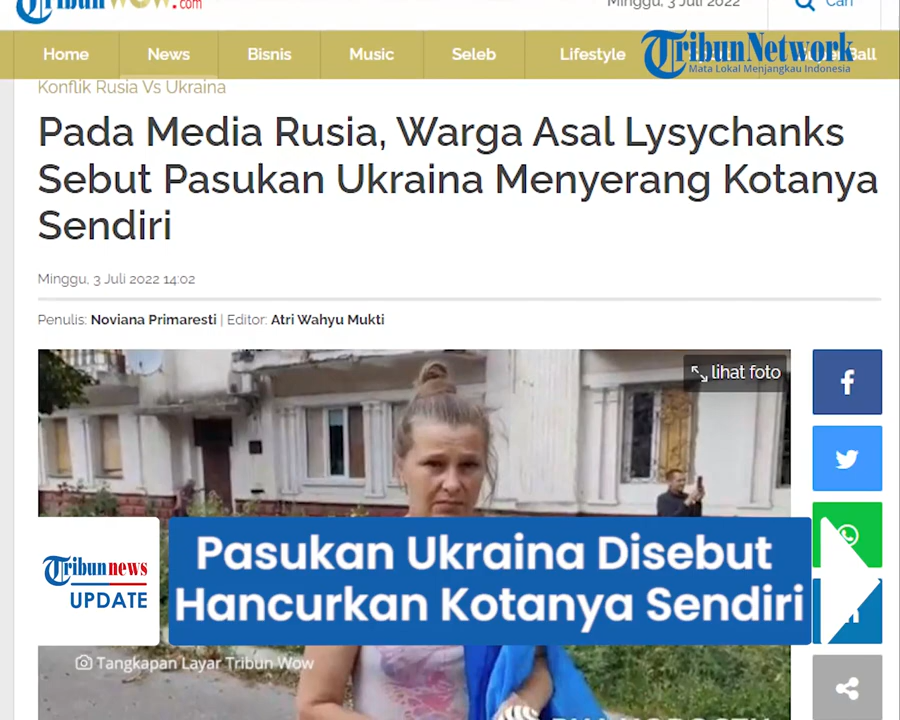 TribunWow.com
Minggu, 3 Juli 2022
Cari
Home News Bisnis Music Seleb Lifestyle
TribunNetwork
Mata Lokal Menjangkau Indonesia
Konflik Rusia Vs Ukraina
Pada Media Rusia, Warga Asal Lysychanks
Sebut Pasukan Ukraina Menyerang Kotanya
Sendiri
Minggu, 3 Juli 2022 14:02
Penulis: Noviana Primaresti | Editor: Atri Wahyu Mukti
lihat foto
Tribunnews
UPDATE
Pasukan Ukraina Disebut
Hancurkan Kotanya Sendiri
Tangkapan Layar Tribun Wow